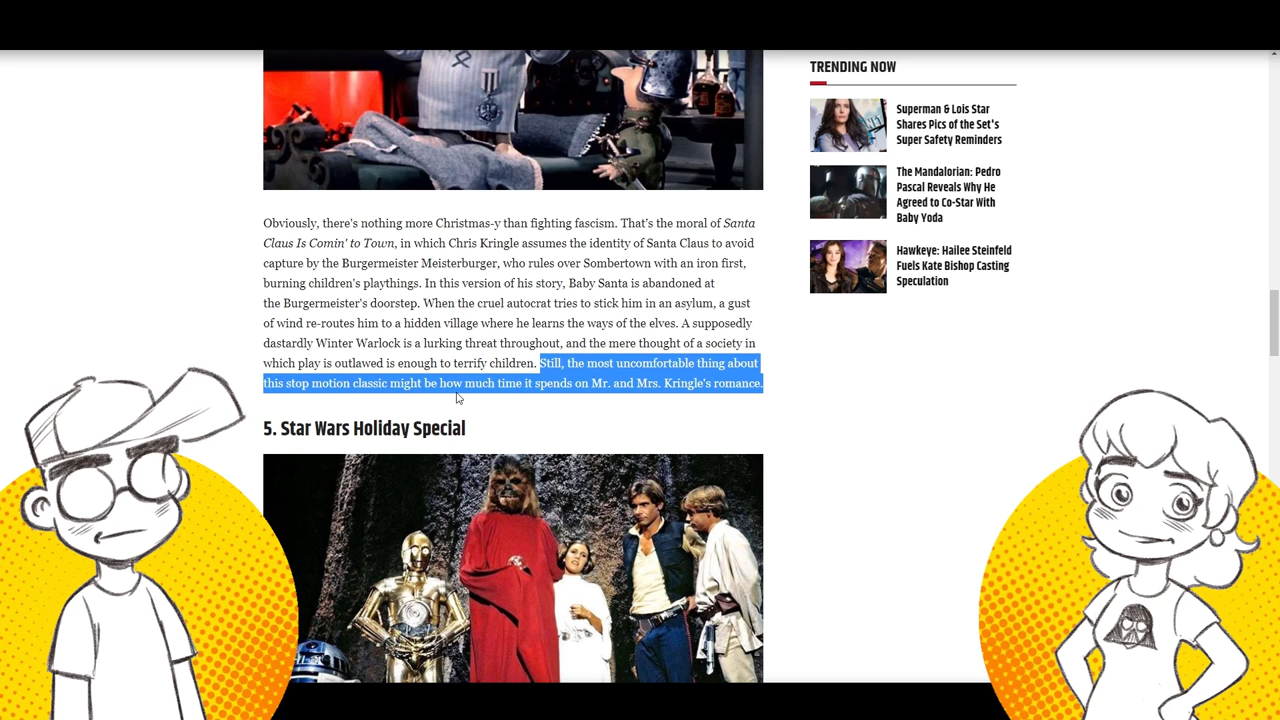 TRENDING NOW
Superman & Lois Star
Shares Pics of the Set's
Super Safety Reminders
The Mandalorian: Pedro
Pascal Reveals Why He
Agreed to Co-Star With
Baby Yoda
Hawkeye: Hailee Steinfeld
Fuels Kate Bishop Casting
Speculation
Obviously, there's nothing more Christmas-y than fighting fascism. That's the moral of Santa
Claus Is Comin' to Town, in which Chris Kringle assumes the identity of Santa Claus to avoid
capture by the Burgermeister Meisterburger, who rules over Sombertown with an iron first,
burning children's playthings. In this version of his story, Baby Santa is abandoned at
the Burgermeister's doorstep. When the cruel autocrat tries to stick him in an asylum, a gust
of wind re-routes him to a hidden village where he learns the ways of the elves. A supposedly
dastardly Winter Warlock is a lurking threat throughout, and the mere thought of a society in
which play is outlawed is enough to terrify children. Still, the most uncomfortable thing about
this stop motion classic might be how much time it spends on Mr. and Mrs. Kringle's romance.
5. Star Wars Holiday Special